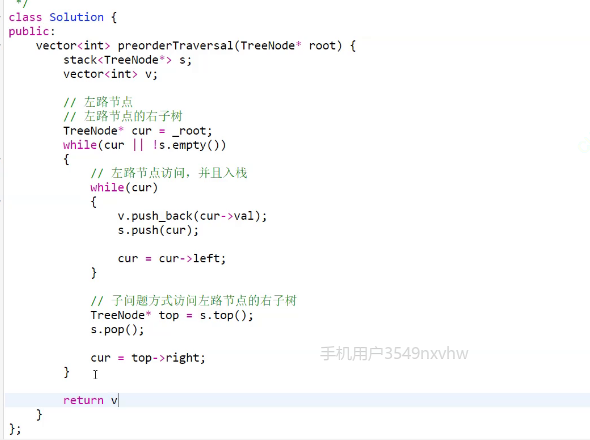 */
class Solution {
public:
    vector<int> preorderTraversal(TreeNode* root) {
        stack<TreeNode*> s;
        vector<int> v;

        // 左路节点
        // 左路节点的右子树
        TreeNode* cur = _root;
        while(cur || !s.empty())
        {
            // 左路节点访问，并且入栈
            while(cur)
            {
                v.push_back(cur->val);
                s.push(cur);

                cur = cur->left;
            }

            // 子问题方式访问左路节点的右子树
            TreeNode* top = s.top();
            s.pop();

            cur = top->right;
手机用户3549nxvhw
        }

        return v
    }
};